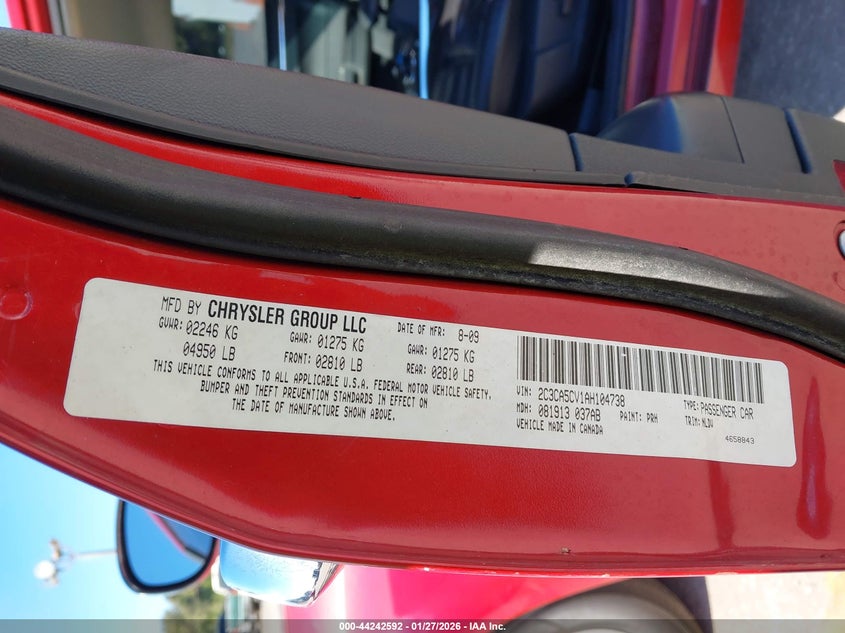 MFD BY CHRYSLER GROUP LLC
DATE OF MFR: 8-09
GVWR: 02246 KG
GAWR: 01275 KG
GAWR: 01275 KG
04950 LB
FRONT: 02810 LB
REAR: 02810 LB
THIS VEHICLE CONFORMS TO ALL APPLICABLE U.S.A. FEDERAL MOTOR VEHICLE SAFETY,
BUMPER AND THEFT PREVENTION STANDARDS IN EFFECT ON
THE DATE OF MANUFACTURE SHOWN ABOVE.
VIN: 2C3CA5CV1AH104738
TYPE: PASSENGER CAR
MDH: 081913 037AB
PAINT: PRH
TRIM: NLDV
VEHICLE MADE IN CANADA
4658843
000-44242592 - 01/27/2026 - IAA Inc.